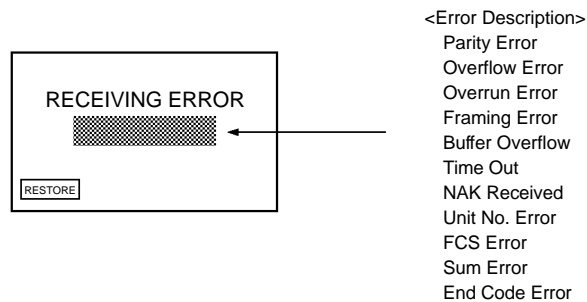 RECEIVING ERROR
RESTORE
<Error Description>
Parity Error
Overflow Error
Overrun Error
Framing Error
Buffer Overflow
Time Out
NAK Received
Unit No. Error
FCS Error
Sum Error
End Code Error